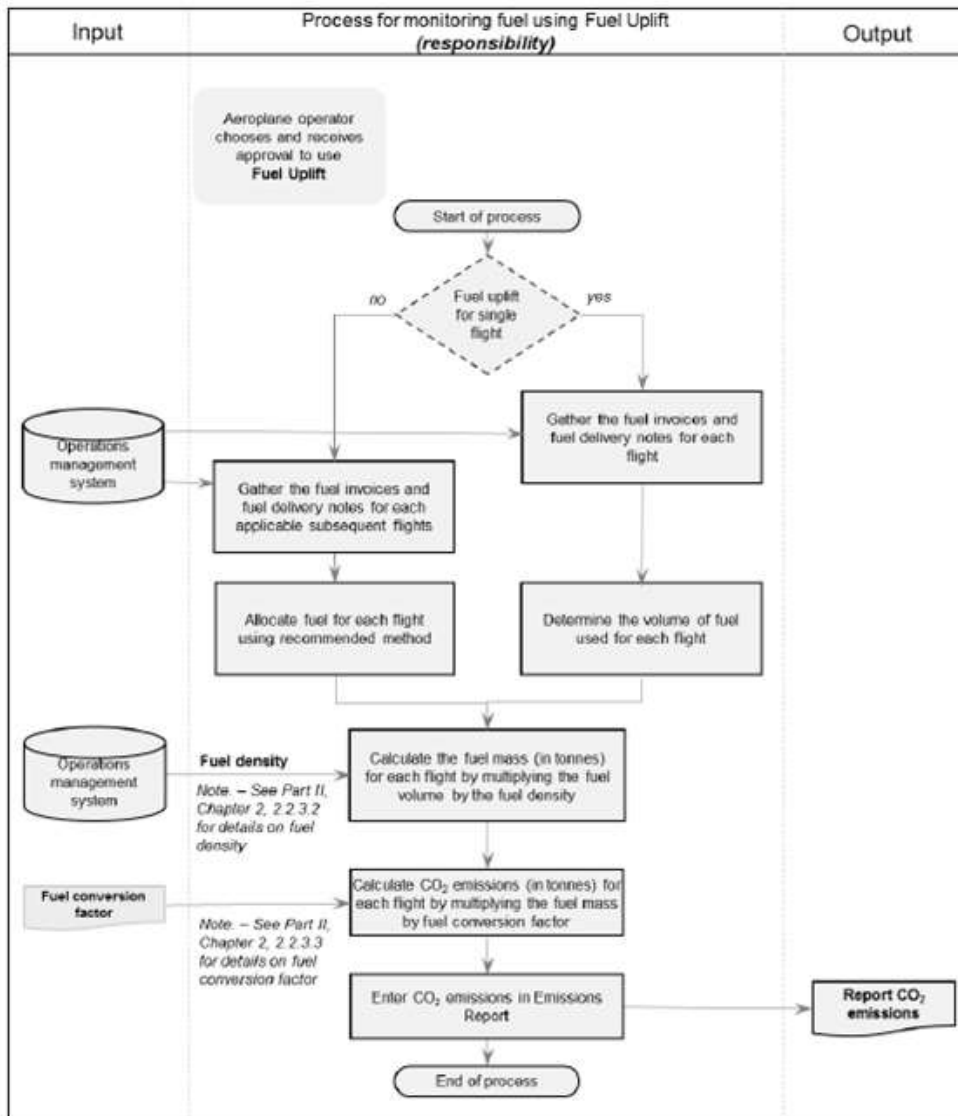 Input
Process for monitoring fuel using Fuel Uplift
(responsibility)
Output
Aeroplane operator
chooses and receives
approval to use
Fuel Uplift
Start of process
no
Fuel uplift
for single
flight
yes
Operations
management
system
Gather the fuel invoices and
fuel delivery notes for each
flight
Gather the fuel invoices and
fuel delivery notes for each
applicable subsequent flights
Allocate fuel for each flight
using recommended method
Determine the volume of fuel
used for each flight
Operations
management
system
Fuel density
Note. – See Part II,
Chapter 2, 2.2.3.2
for details on fuel
density
Calculate the fuel mass (in tonnes)
for each flight by multiplying the fuel
volume by the fuel density
Fuel conversion
factor
Note. – See Part II,
Chapter 2, 2.2.3.3
for details on fuel
conversion factor
Calculate CO₂ emissions (in tonnes) for
each flight by multiplying the fuel mass
by fuel conversion factor
Enter CO₂ emissions in Emissions
Report
Report CO₂
emissions
End of process